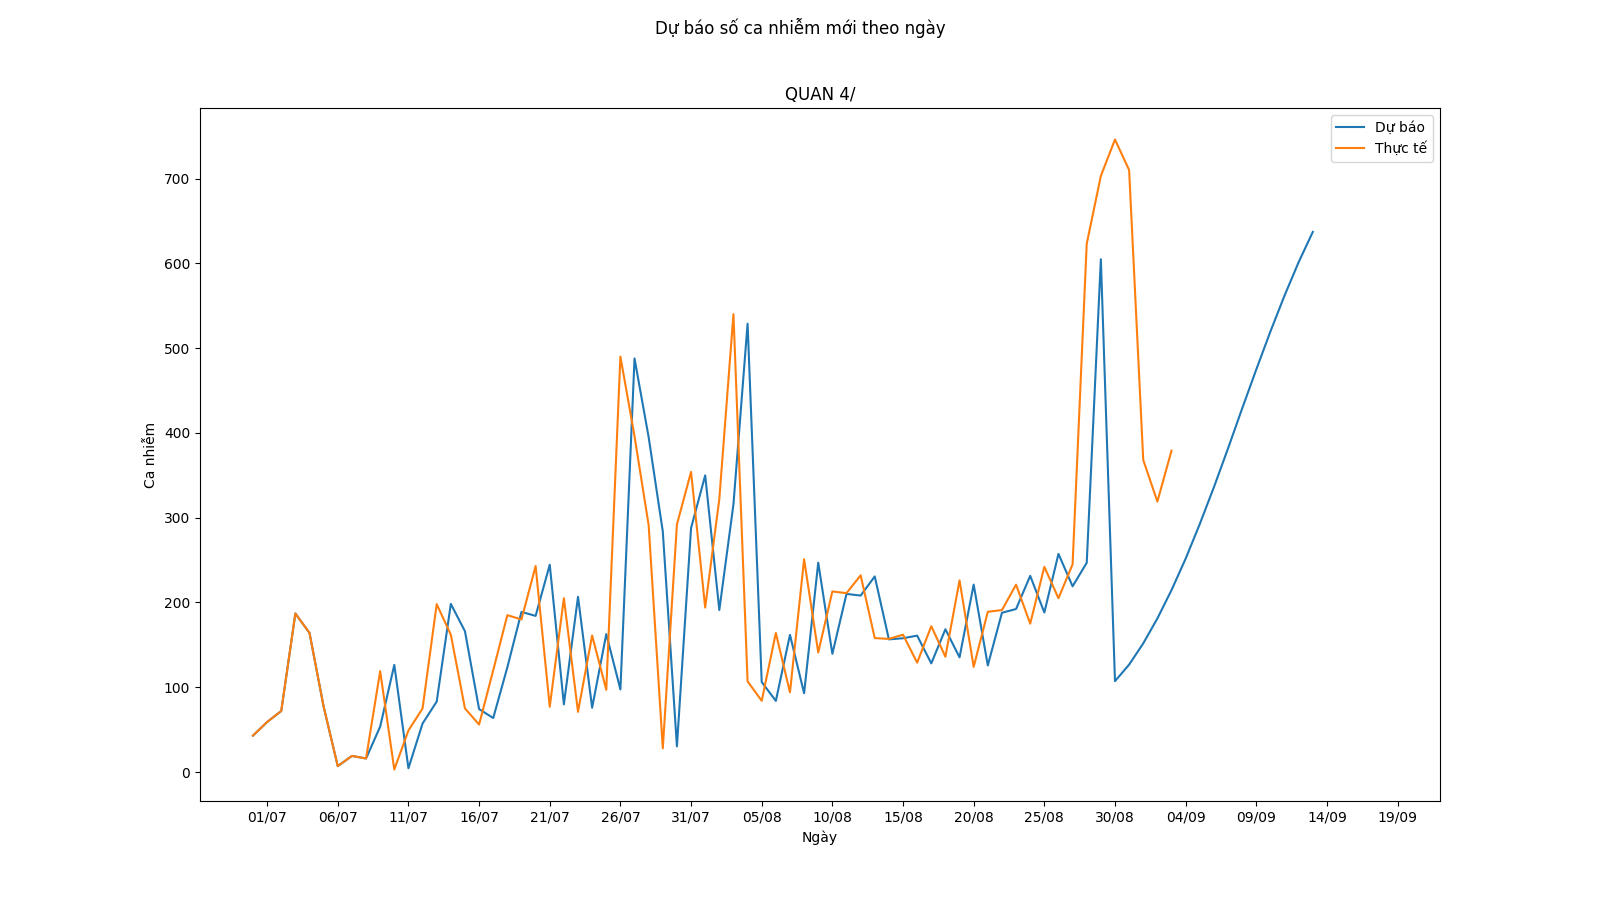 Dự báo số ca nhiễm mới theo ngày
QUAN 4/
Dự báo
Thực tế
Ca nhiễm
700
600
500
400
300
200
100
0
01/07 06/07 11/07 16/07 21/07 26/07 31/07 05/08 10/08 15/08 20/08 25/08 30/08 04/09 09/09 14/09 19/09
Ngày